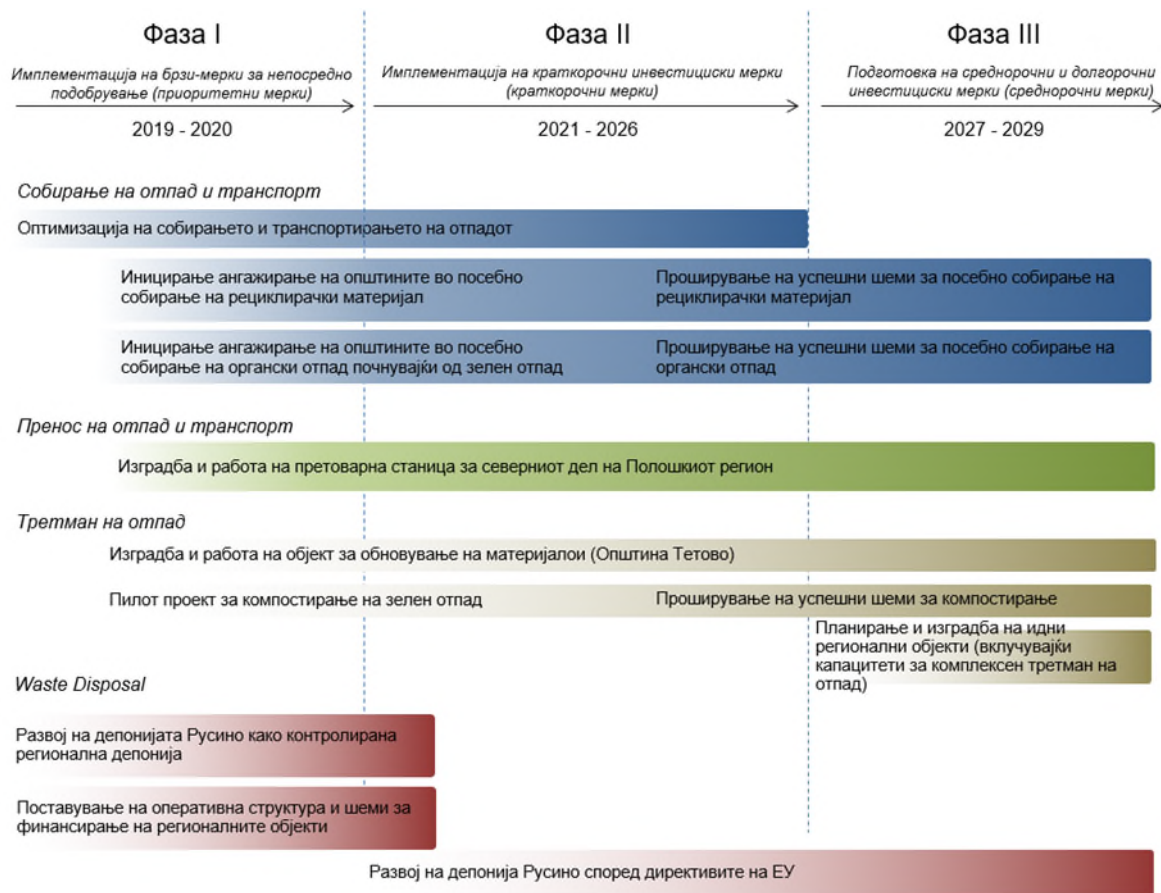 Фаза I
Имплементација на брзи-мерки за непосредно
подобрување (приоритетни мерки)
2019 - 2020
Фаза II
Имплементација на краткорочни инвестициски мерки
(краткорочни мерки)
2021 - 2026
Фаза III
Подготовка на среднорочни и долгорочни
инвестициски мерки (среднорочни мерки)
2027 - 2029
Собирање на отпад и транспорт
Оптимизација на собирањето и транспортирањето на отпадот
Иницирање ангажирање на општините во посебно
собирање на рециклирачки материјал
Проширување на успешни шеми за посебно собирање на
рециклирачки материјал
Иницирање ангажирање на општините во посебно
собирање на органски отпад почнувајќи од зелен отпад
Проширување на успешни шеми за посебно собирање на
органски отпад
Пренос на отпад и транспорт
Изградба и работа на претоварна станица за северниот дел на Полошкиот регион
Третман на отпад
Изградба и работа на објект за обновување на материјалои (Општина Тетово)
Пилот проект за компостирање на зелен отпад
Проширување на успешни шеми за компостирање
Планирање и изградба на идни
регионални објекти (вклучувајќи
капацитети за комплексен третман на
отпад)
Waste Disposal
Развој на депонијата Русино како контролирана
регионална депонија
Поставување на оперативна структура и шеми за
финансирање на регионалните објекти
Развој на депонија Русино според директивите на ЕУ